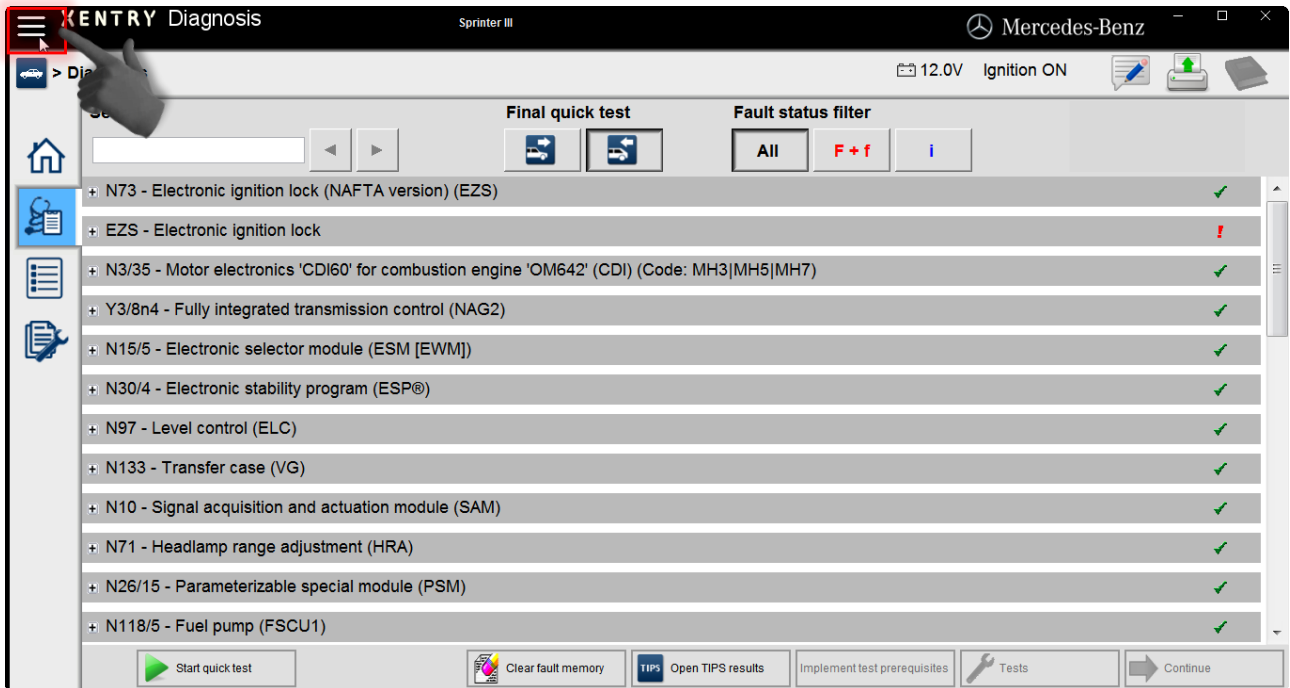 XENTRY Diagnosis
Sprinter III
Mercedes-Benz
12.0V Ignition ON
Final quick test
Fault status filter
All
F + f
i
+ N73 - Electronic ignition lock (NAFTA version) (EZS)
+ EZS - Electronic ignition lock
!
+ N3/35 - Motor electronics 'CDI60' for combustion engine 'OM642' (CDI) (Code: MH3|MH5|MH7)
+ Y3/8n4 - Fully integrated transmission control (NAG2)
+ N15/5 - Electronic selector module (ESM [EWM])
+ N30/4 - Electronic stability program (ESP®)
+ N97 - Level control (ELC)
+ N133 - Transfer case (VG)
+ N10 - Signal acquisition and actuation module (SAM)
+ N71 - Headlamp range adjustment (HRA)
+ N26/15 - Parameterizable special module (PSM)
+ N118/5 - Fuel pump (FSCU1)
Start quick test
Clear fault memory
TIPS Open TIPS results
Implement test prerequisites
Tests
Continue